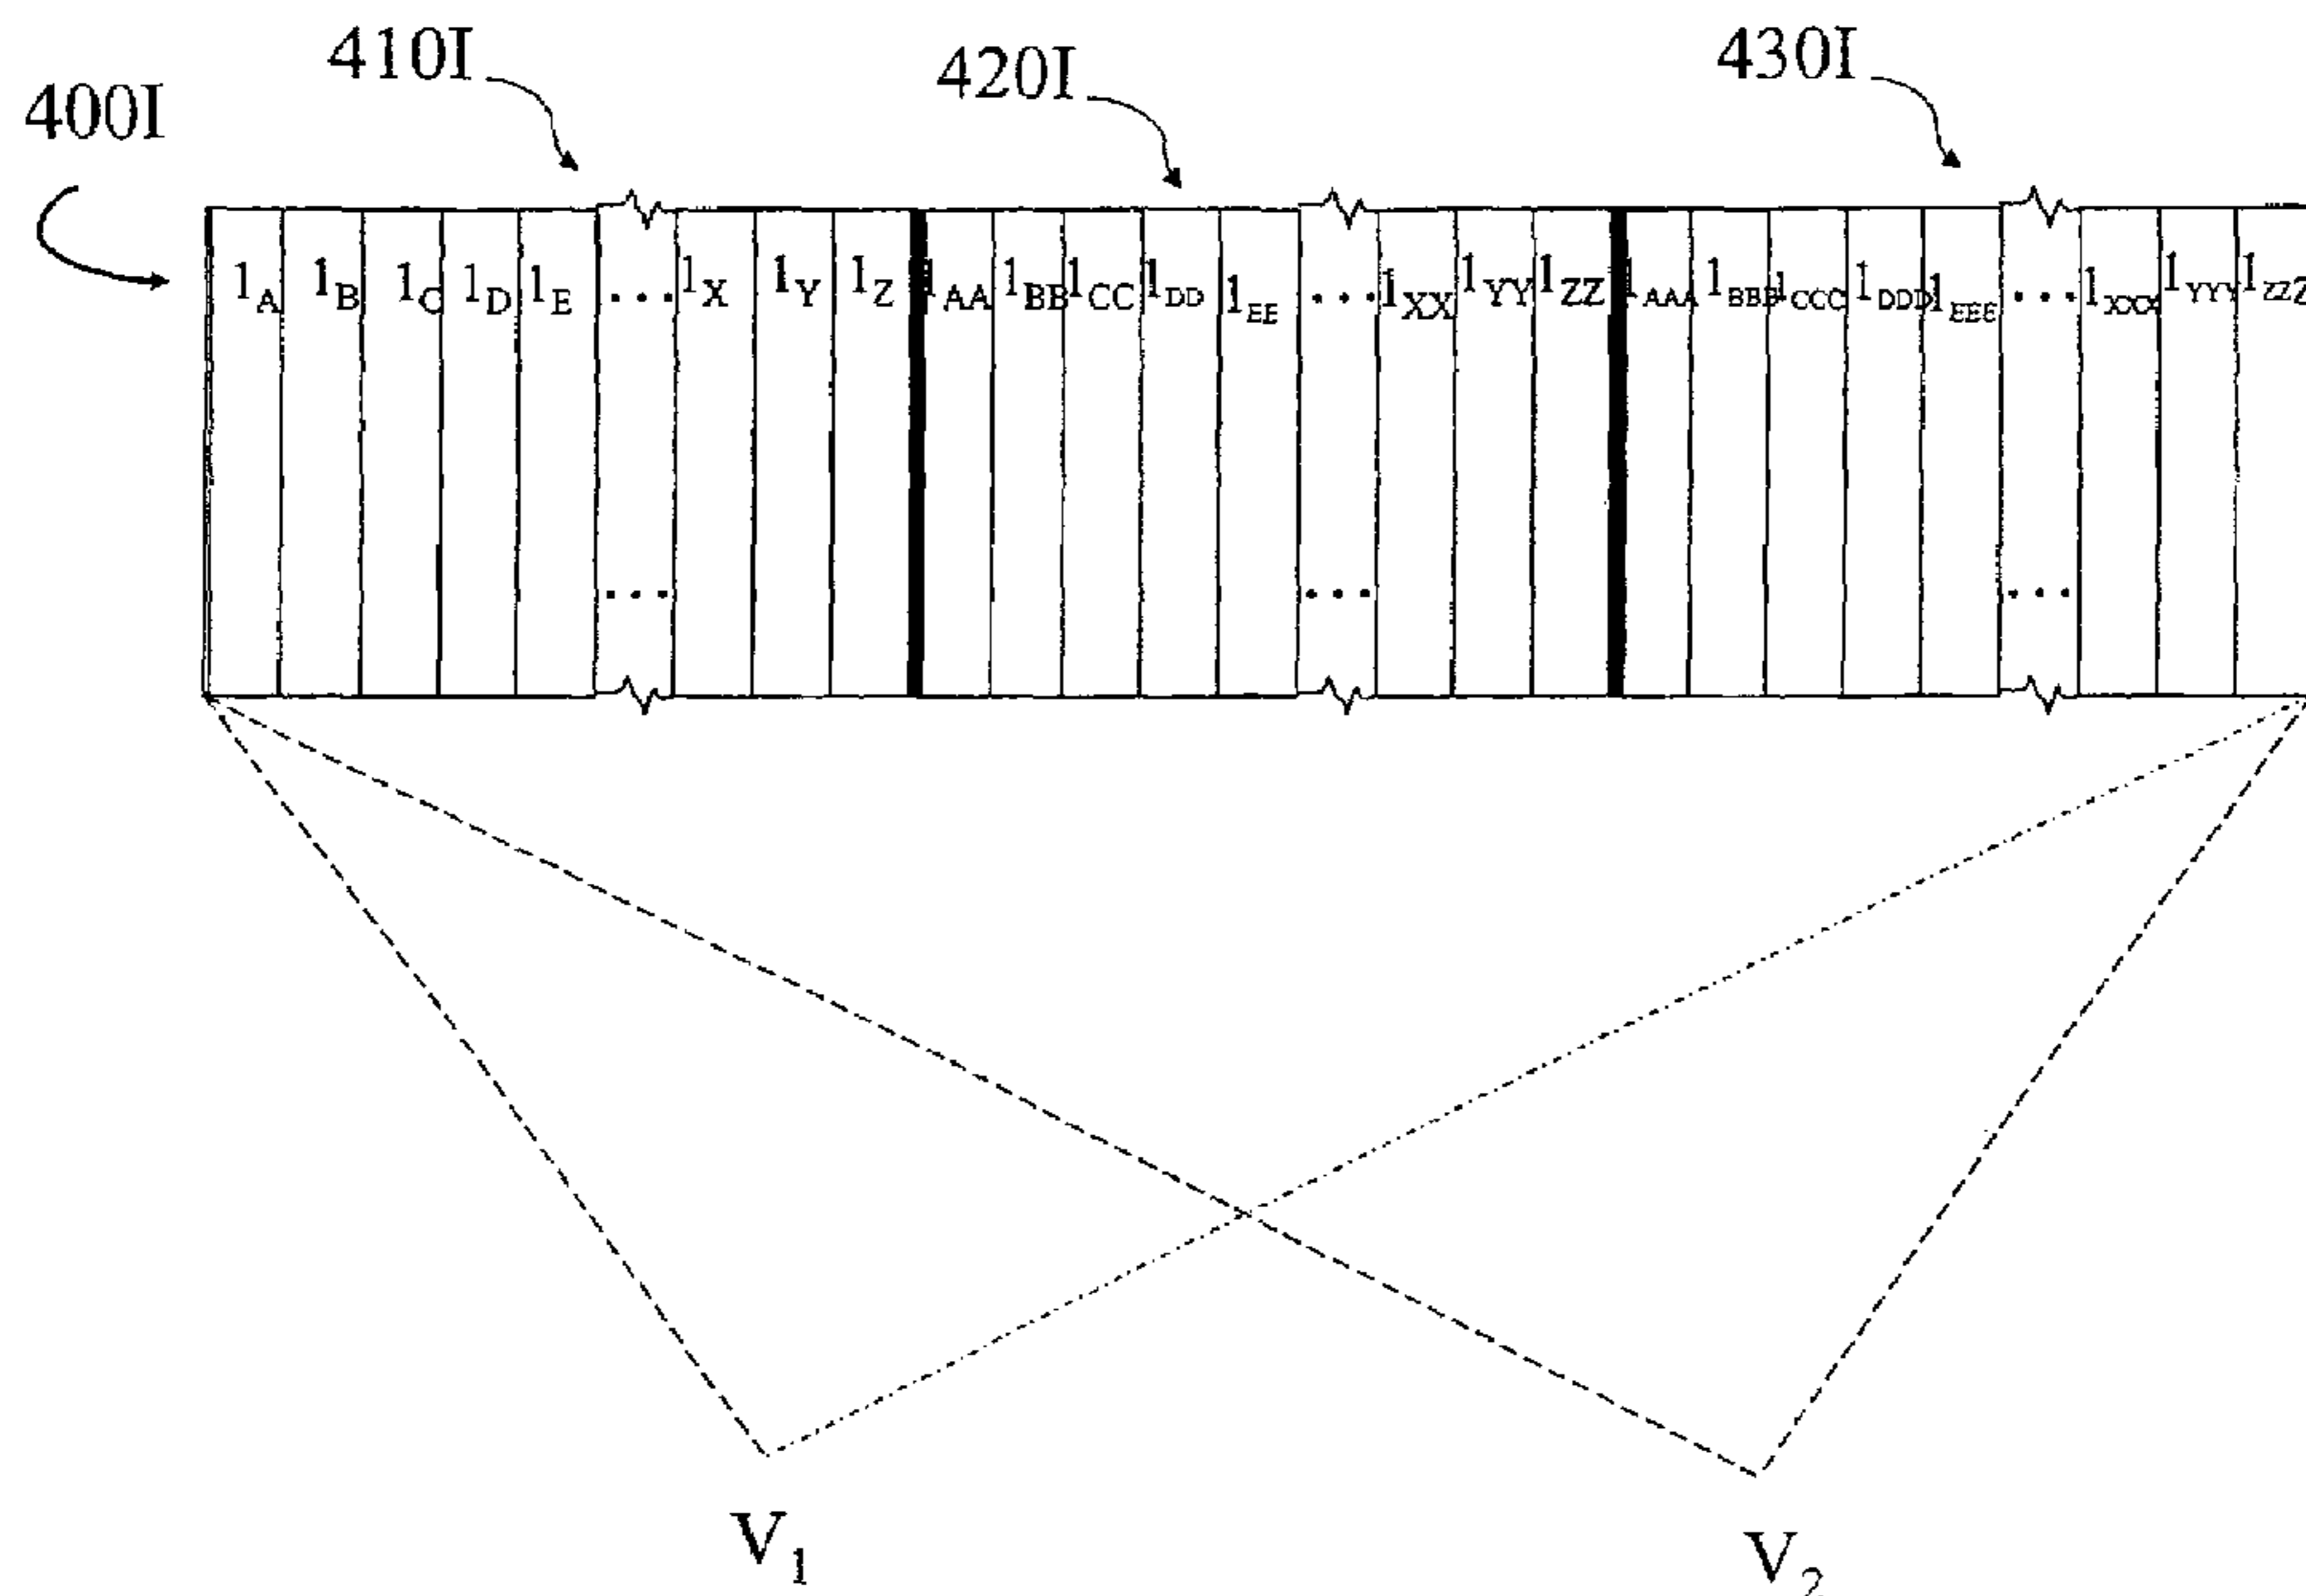 410I 420I 430I
400I
1A 1B 1C 1D 1E ... 1X 1Y 1Z 1AA 1BB 1CC 1DD 1EE ... 1XX 1YY 1ZZ 1AAA 1BBB 1CCC 1DDD 1EEE ... 1XXX 1YYY 1ZZZ
... ... ...
V1 V2